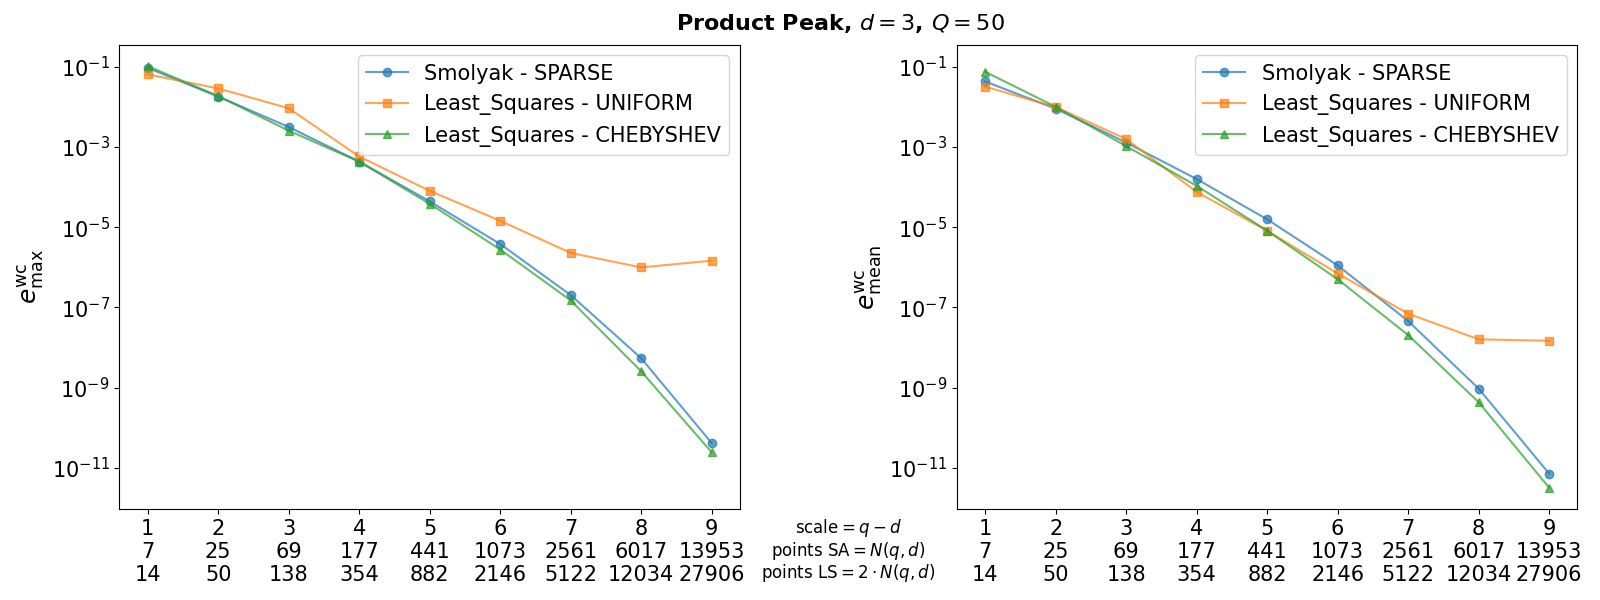 Product Peak, d = 3, Q = 50
Smolyak - SPARSE
Least_Squares - UNIFORM
Least_Squares - CHEBYSHEV
10⁻¹
10⁻³
10⁻⁵
10⁻⁷
10⁻⁹
10⁻¹¹
e^wc_max
1 2 3 4 5 6 7 8 9
7 25 69 177 441 1073 2561 6017 13953
14 50 138 354 882 2146 5122 12034 27906
scale = q − d
points SA = N(q, d)
points LS = 2 · N(q, d)
Smolyak - SPARSE
Least_Squares - UNIFORM
Least_Squares - CHEBYSHEV
10⁻¹
10⁻³
10⁻⁵
10⁻⁷
10⁻⁹
10⁻¹¹
e^wc_mean
1 2 3 4 5 6 7 8 9
7 25 69 177 441 1073 2561 6017 13953
14 50 138 354 882 2146 5122 12034 27906